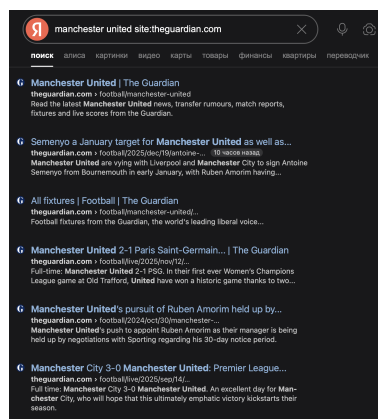 Я manchester united site:theguardian.com
ПОИСК АЛИСА КАРТИНКИ ВИДЕО КАРТЫ ТОВАРЫ ФИНАНСЫ КВАРТИРЫ ПЕРЕВОДЧИК
G Manchester United | The Guardian
theguardian.com › football/manchester-united
Read the latest Manchester United news, transfer rumours, match reports,
fixtures and live scores from the Guardian.
G Semenyo a January target for Manchester United as well as...
theguardian.com › football/2025/dec/19/antoine-... 10 часов назад
Manchester United are vying with Liverpool and Manchester City to sign Antoine
Semenyo from Bournemouth in early January, with Ruben Amorim having...
G All fixtures | Football | The Guardian
theguardian.com › football/manchester-united/...
Football fixtures from the Guardian, the world's leading liberal voice...
G Manchester United 2-1 Paris Saint-Germain... | The Guardian
theguardian.com › football/live/2025/nov/12/...
Full-time: Manchester United 2-1 PSG. In their first ever Women's Champions
League game at Old Trafford, United have won a historic game thanks to two...
G Manchester United's pursuit of Ruben Amorim held up by...
theguardian.com › football/2024/oct/30/manchester-...
Manchester United's push to appoint Ruben Amorim as their manager is being
held up by negotiations with Sporting regarding his 30-day notice period.
G Manchester City 3-0 Manchester United: Premier League...
theguardian.com › football/live/2025/sep/14/...
Full time: Manchester City 3-0 Manchester United. An excellent day for Man-
chester City, who will hope that this ultimately emphatic victory kickstarts their
season.